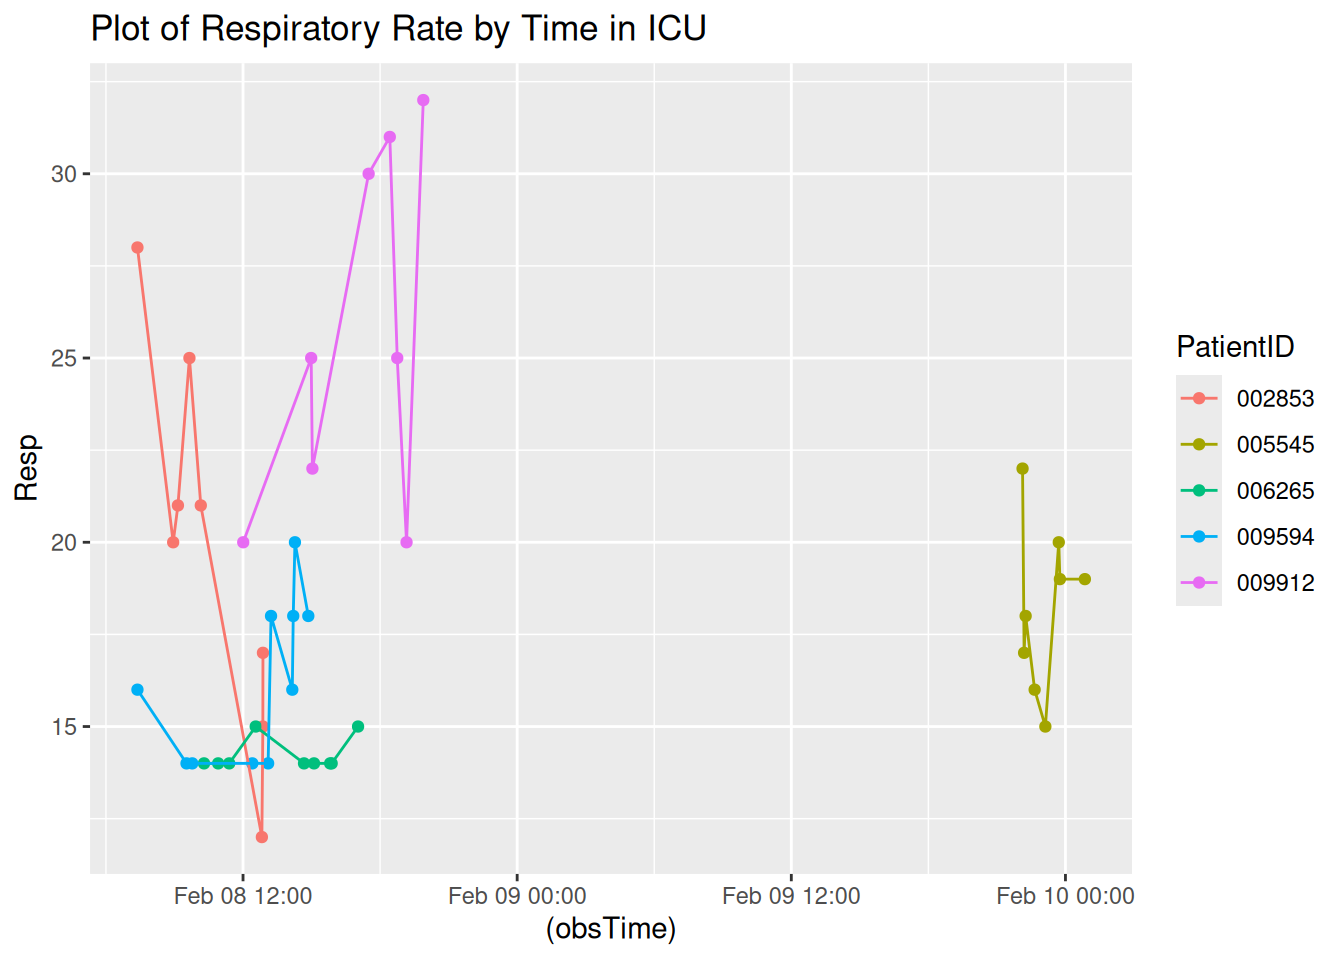 Plot of Respiratory Rate by Time in ICU
Resp
30
25
20
15
Feb 08 12:00
Feb 09 00:00
Feb 09 12:00
Feb 10 00:00
(obsTime)
PatientID
002853
005545
006265
009594
009912